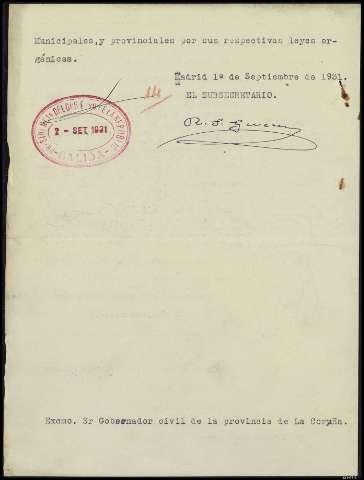 Municipales,y provinciales por sus respectivas leyes or-
gánicas.
Madrid 1º de Septiembre de 1931.
EL SUBSECRETARIO.
2 - SET. 1931
SALIDA
Excmo. Sr Gobernador civil de la provincia de La Coruña.